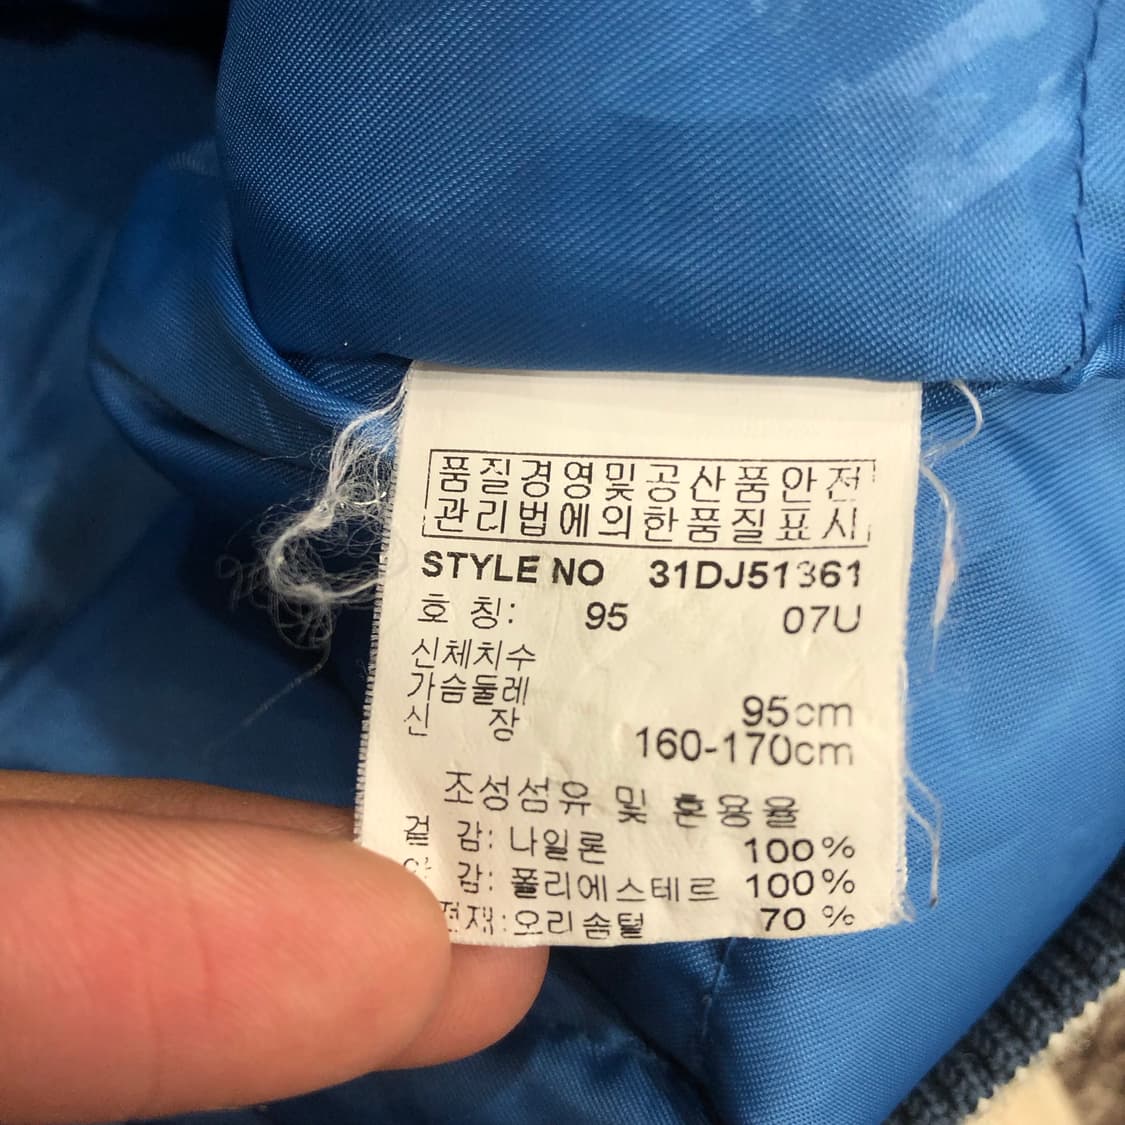 품질경영및공산품안전
관리법에의한품질표시
STYLE NO 31DJ51361
호 칭: 95 07U
신체치수
가슴둘레 95cm
신 장 160-170cm
조성섬유 및 혼용율
겉 감: 나일론 100%
감: 폴리에스테르 100%
전재: 오리솜털 70 %